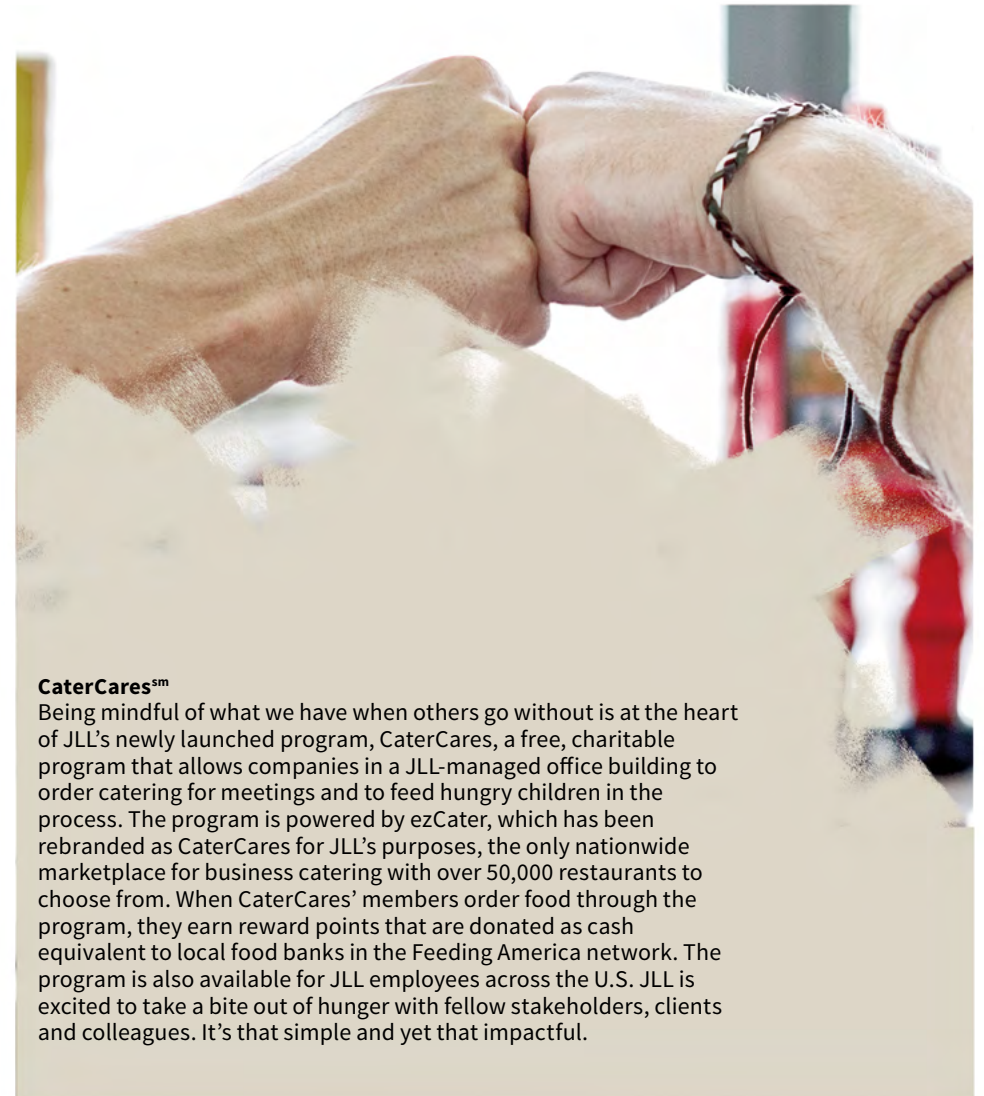 CaterCaressm
Being mindful of what we have when others go without is at the heart
of JLL’s newly launched program, CaterCares, a free, charitable
program that allows companies in a JLL-managed office building to
order catering for meetings and to feed hungry children in the
process. The program is powered by ezCater, which has been
rebranded as CaterCares for JLL’s purposes, the only nationwide
marketplace for business catering with over 50,000 restaurants to
choose from. When CaterCares’ members order food through the
program, they earn reward points that are donated as cash
equivalent to local food banks in the Feeding America network. The
program is also available for JLL employees across the U.S. JLL is
excited to take a bite out of hunger with fellow stakeholders, clients
and colleagues. It’s that simple and yet that impactful.